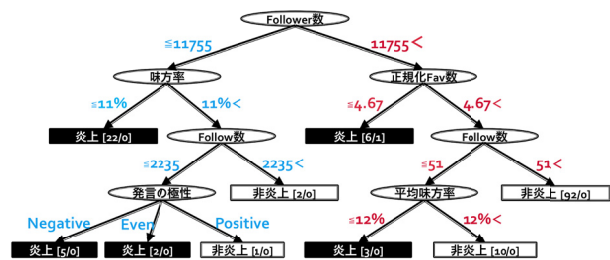 Follower数
≦11755
11755<
味方率
正規化Fav数
≦11%
11%<
≦4.67
4.67<
炎上 [22/0]
Follow数
炎上 [6/1]
Follow数
≦2235
2235<
≦51
51<
発言の極性
非炎上 [2/0]
平均味方率
非炎上 [92/0]
Negative
Even
Positive
≦12%
12%<
炎上 [5/0]
炎上 [2/0]
非炎上 [1/0]
炎上 [3/0]
非炎上 [10/0]